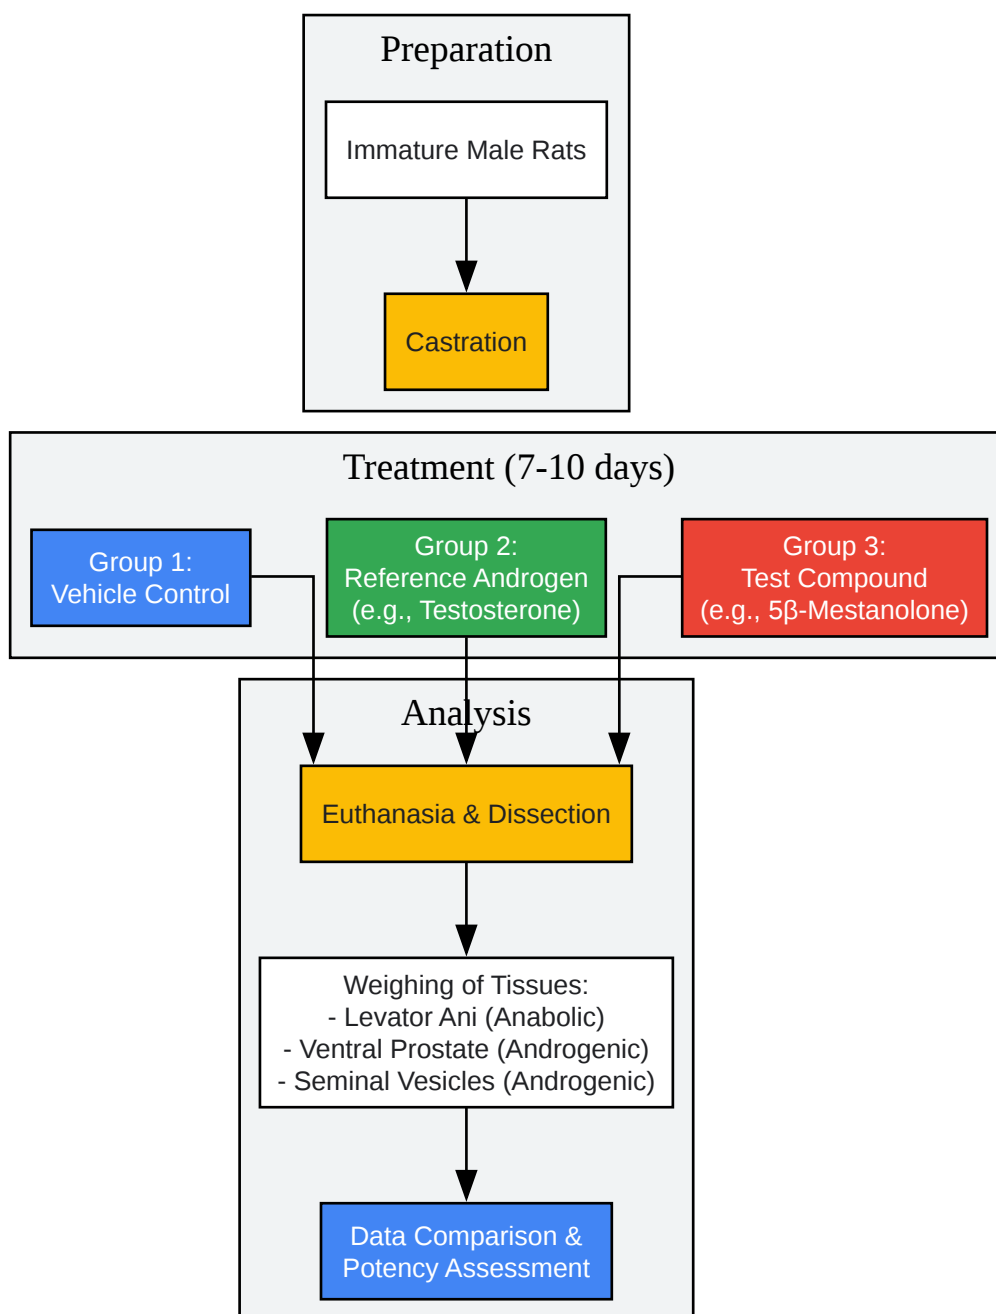 Preparation
Immature Male Rats
Castration
Treatment (7-10 days)
Group 1:
Vehicle Control
Group 2:
Reference Androgen
(e.g., Testosterone)
Group 3:
Test Compound
(e.g., 5β-Mestanolone)
Analysis
Euthanasia & Dissection
Weighing of Tissues:
- Levator Ani (Anabolic)
- Ventral Prostate (Androgenic)
- Seminal Vesicles (Androgenic)
Data Comparison &
Potency Assessment